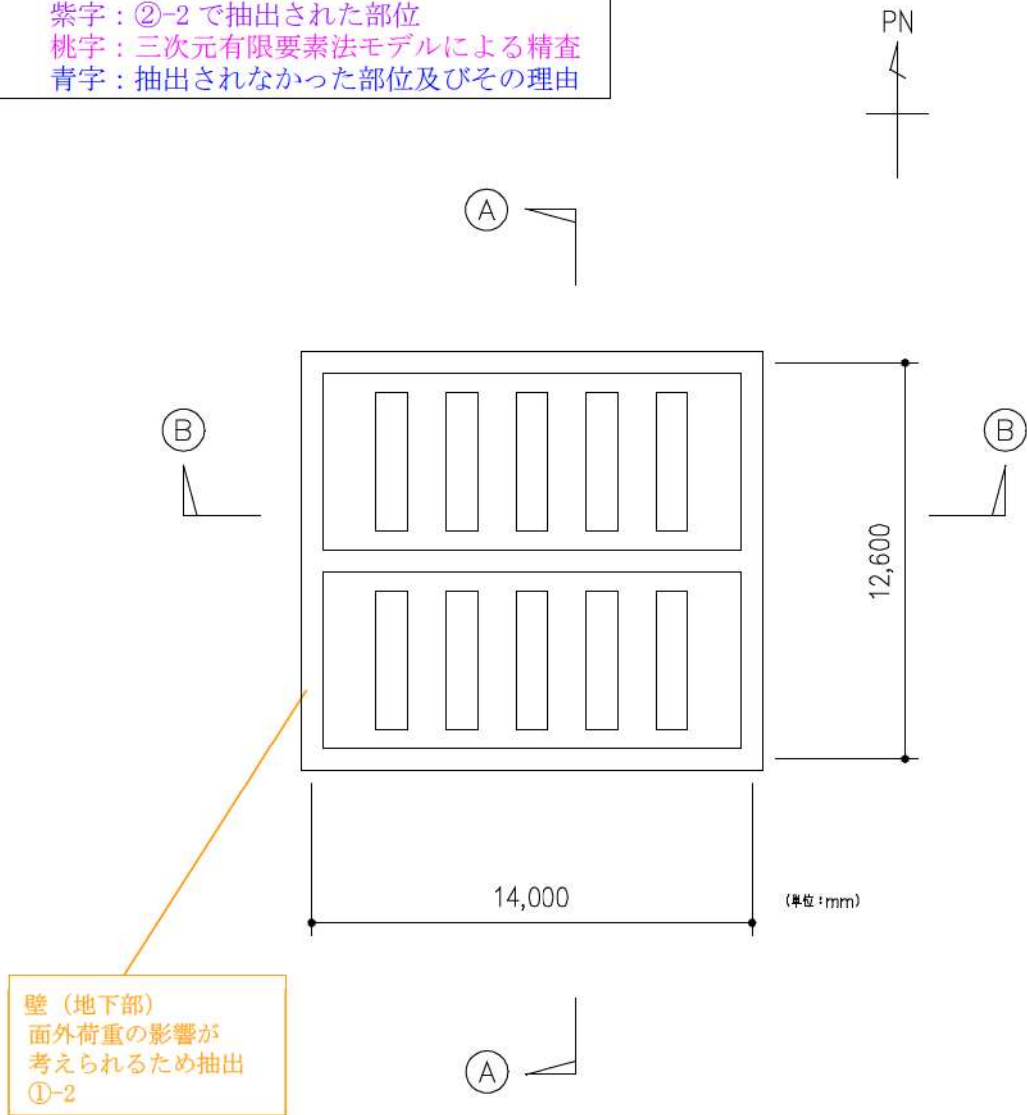 紫字：②-2 で抽出された部位
桃字：三次元有限要素法モデルによる精査
青字：抽出されなかった部位及びその理由
PN
A
B
B
12,600
14,000
(単位：mm)
壁（地下部）
面外荷重の影響が
考えられるため抽出
①-2
A